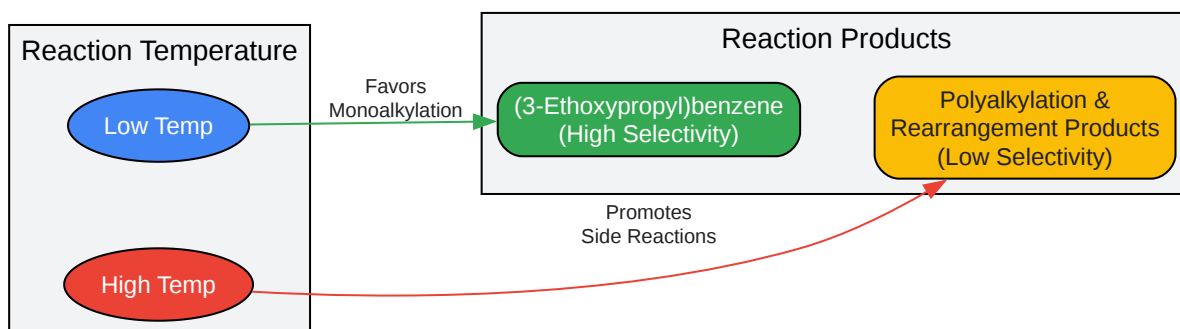 Reaction Temperature
Low Temp
High Temp
Favors
Monoalkylation
Promotes
Side Reactions
Reaction Products
(3-Ethoxypropyl)benzene
(High Selectivity)
Polyalkylation &
Rearrangement Products
(Low Selectivity)